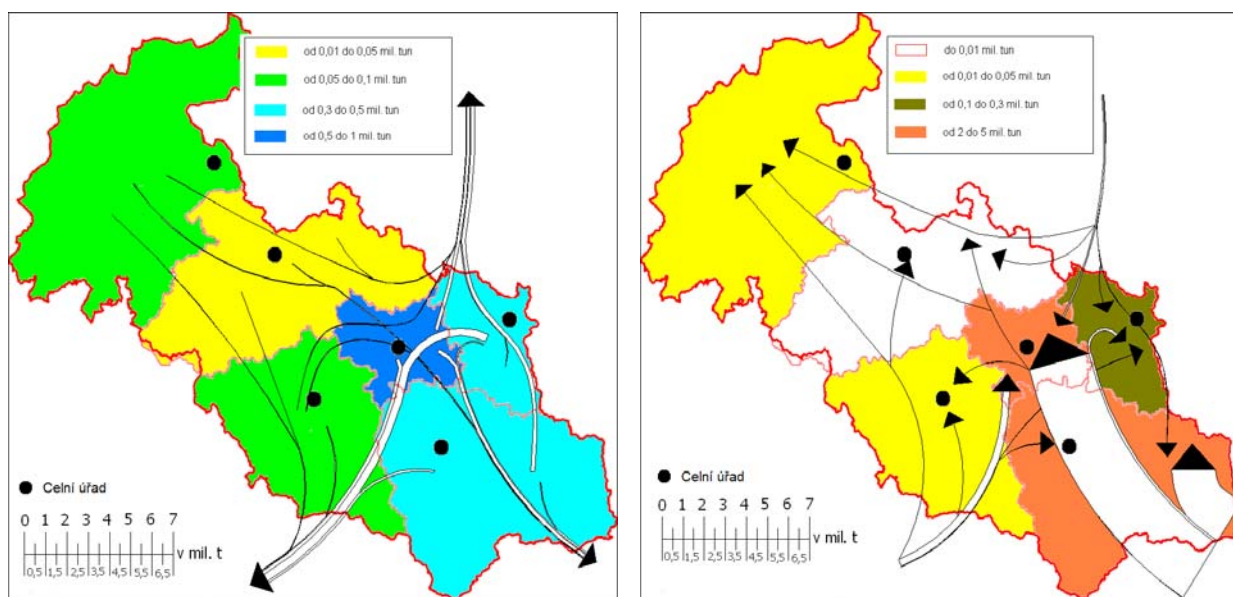 od 0,01 do 0,05 mil. tun
od 0,05 do 0,1 mil. tun
od 0,3 do 0,5 mil. tun
od 0,5 do 1 mil. tun
Celní úřad
0 1 2 3 4 5 6 7
v mil. t
0,5 1,5 2,5 3,5 4,5 5,5 6,5
do 0,01 mil. tun
od 0,01 do 0,05 mil. tun
od 0,1 do 0,3 mil. tun
od 2 do 5 mil. tun
Celní úřad
0 1 2 3 4 5 6 7
v mil. t
0,5 1,5 2,5 3,5 4,5 5,5 6,5